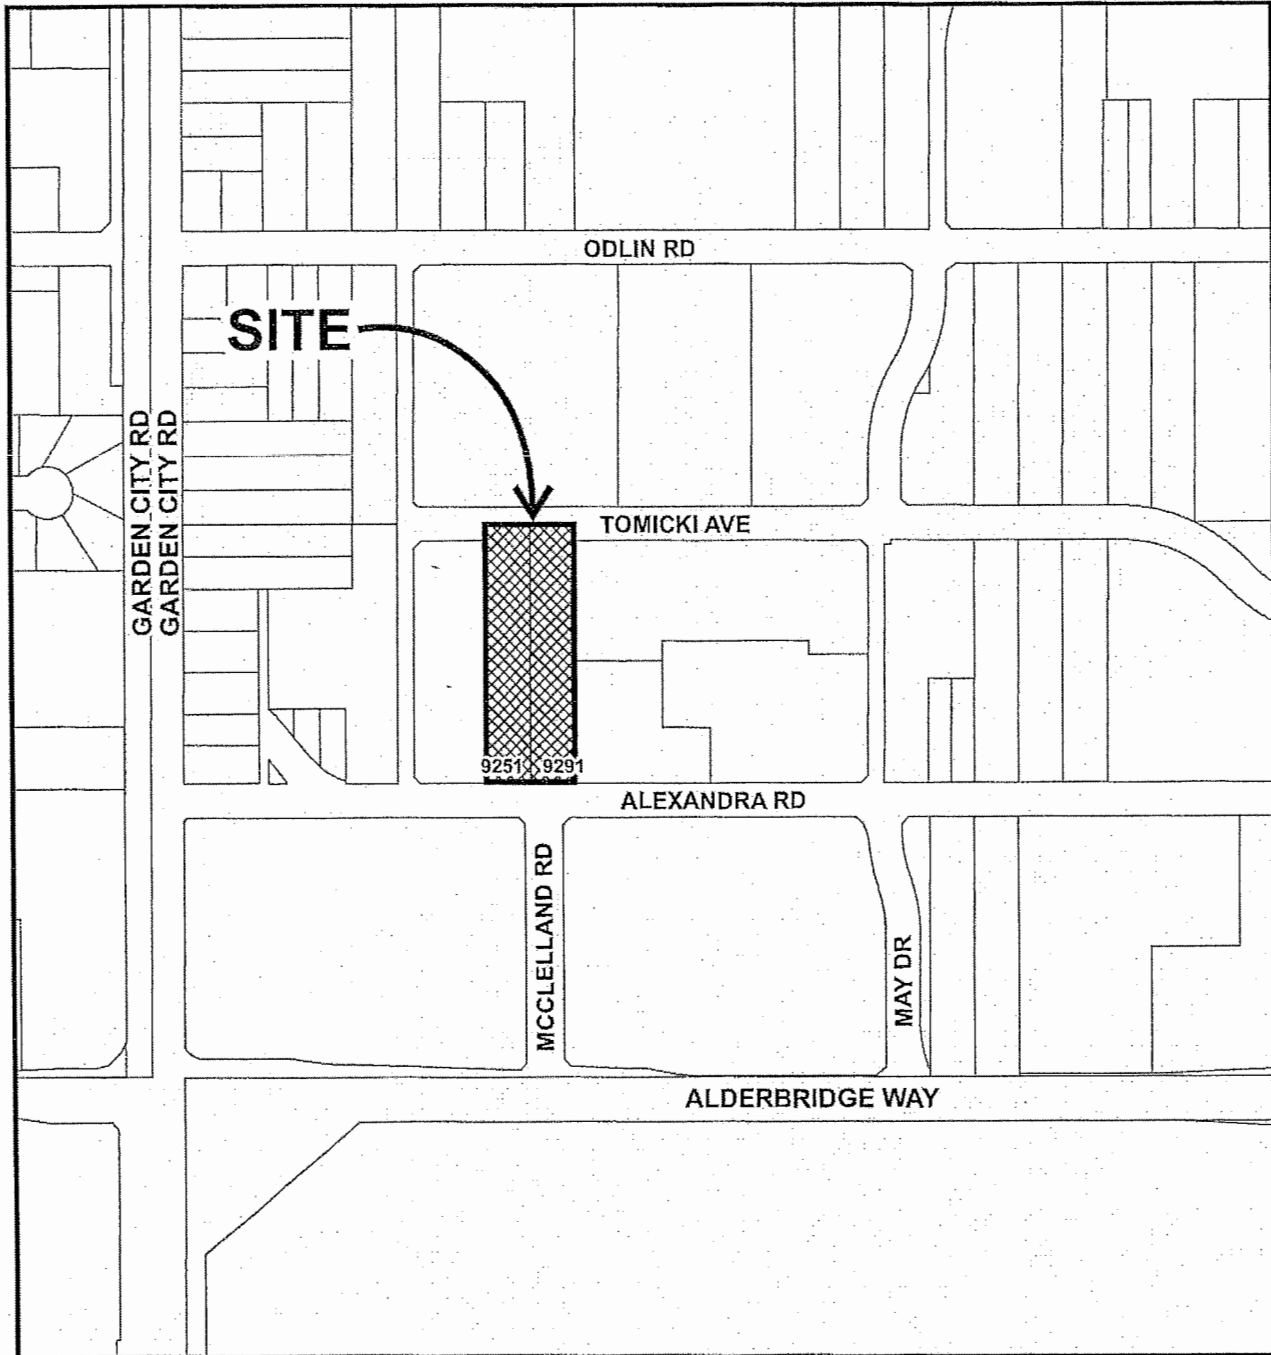 ODLIN RD
SITE
GARDEN CITY RD
GARDEN CITY RD
TOMICKI AVE
9251
9291
ALEXANDRA RD
MCCLELLAND RD
MAY DR
ALDERBRIDGE WAY